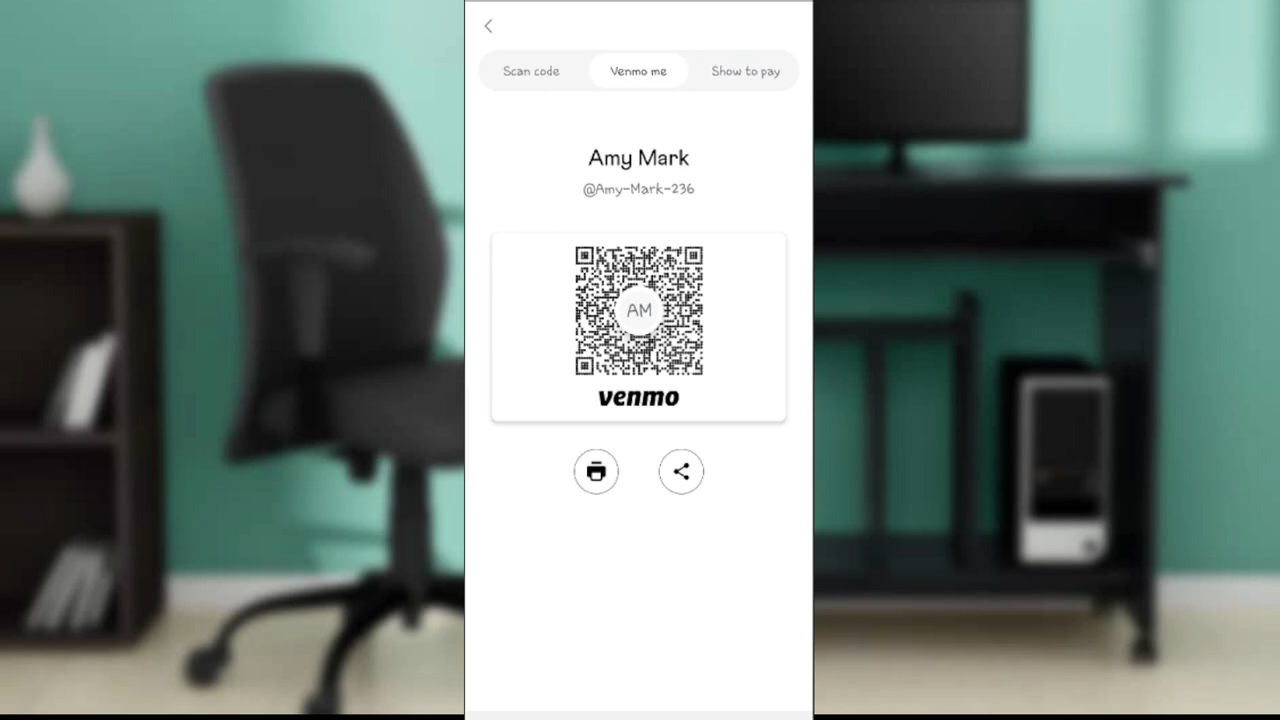 Scan code
Venmo me
Show to pay
Amy Mark
@Amy-Mark-236
AM
venmo